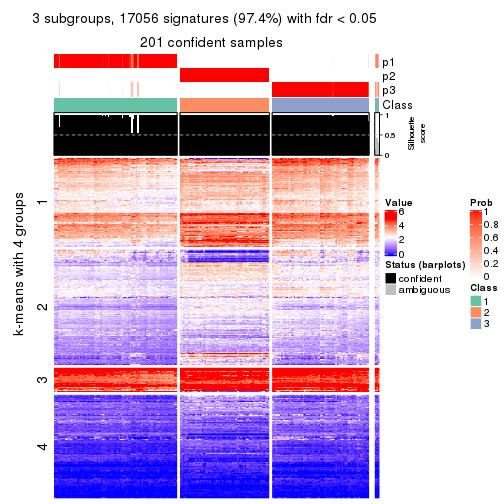 3 subgroups, 17056 signatures (97.4%) with fdr < 0.05
201 confident samples
p1
p2
p3
Class
1
0.5
0
Silhouette
score
k-means with 4 groups
1
2
3
4
Value
6
4
2
0
Status (barplots)
confident
ambiguous
Prob
1
0.8
0.6
0.4
0.2
0
Class
1
2
3